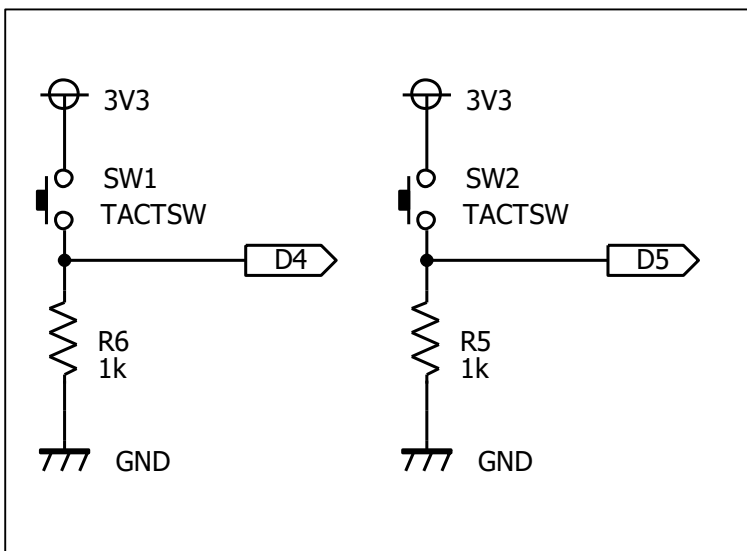 3V3
SW1
TACTSW
D4
R6
1k
GND
3V3
SW2
TACTSW
D5
R5
1k
GND